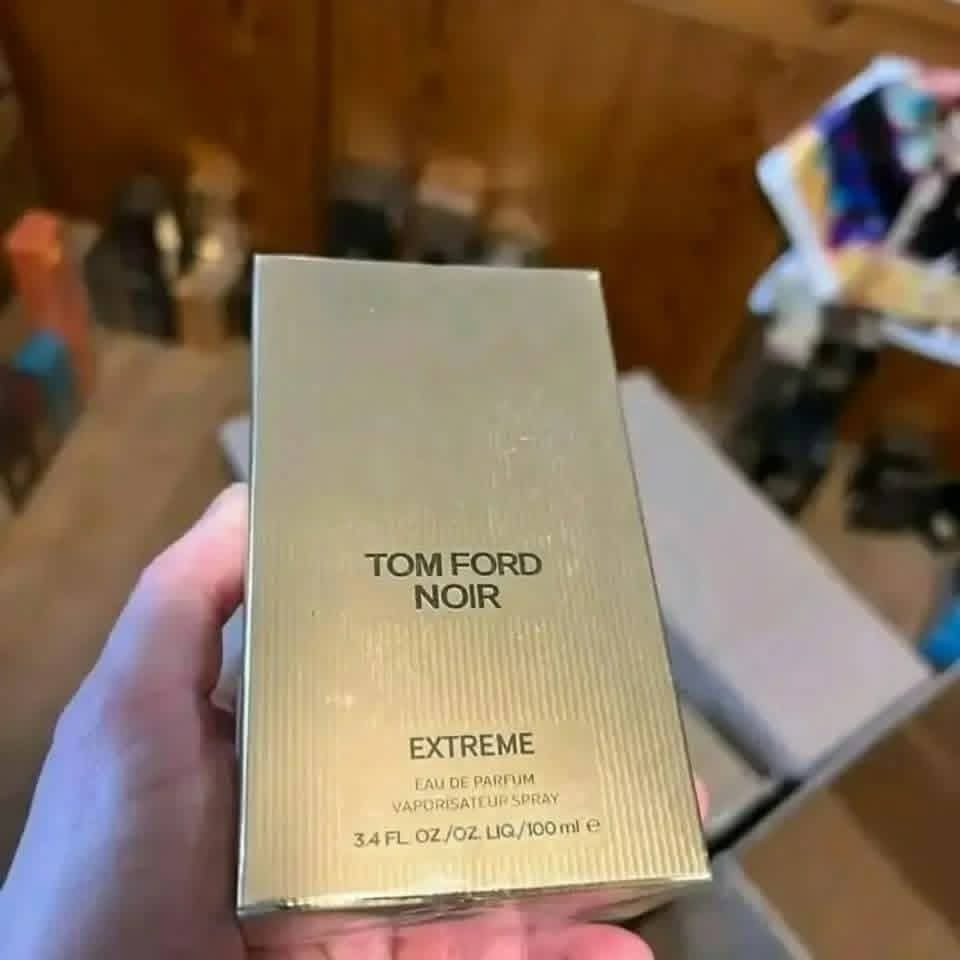 TOM FORD
NOIR
EXTREME
EAU DE PARFUM
VAPORISATEUR SPRAY
3.4 FL. OZ./OZ. LIQ./100 ml ℮